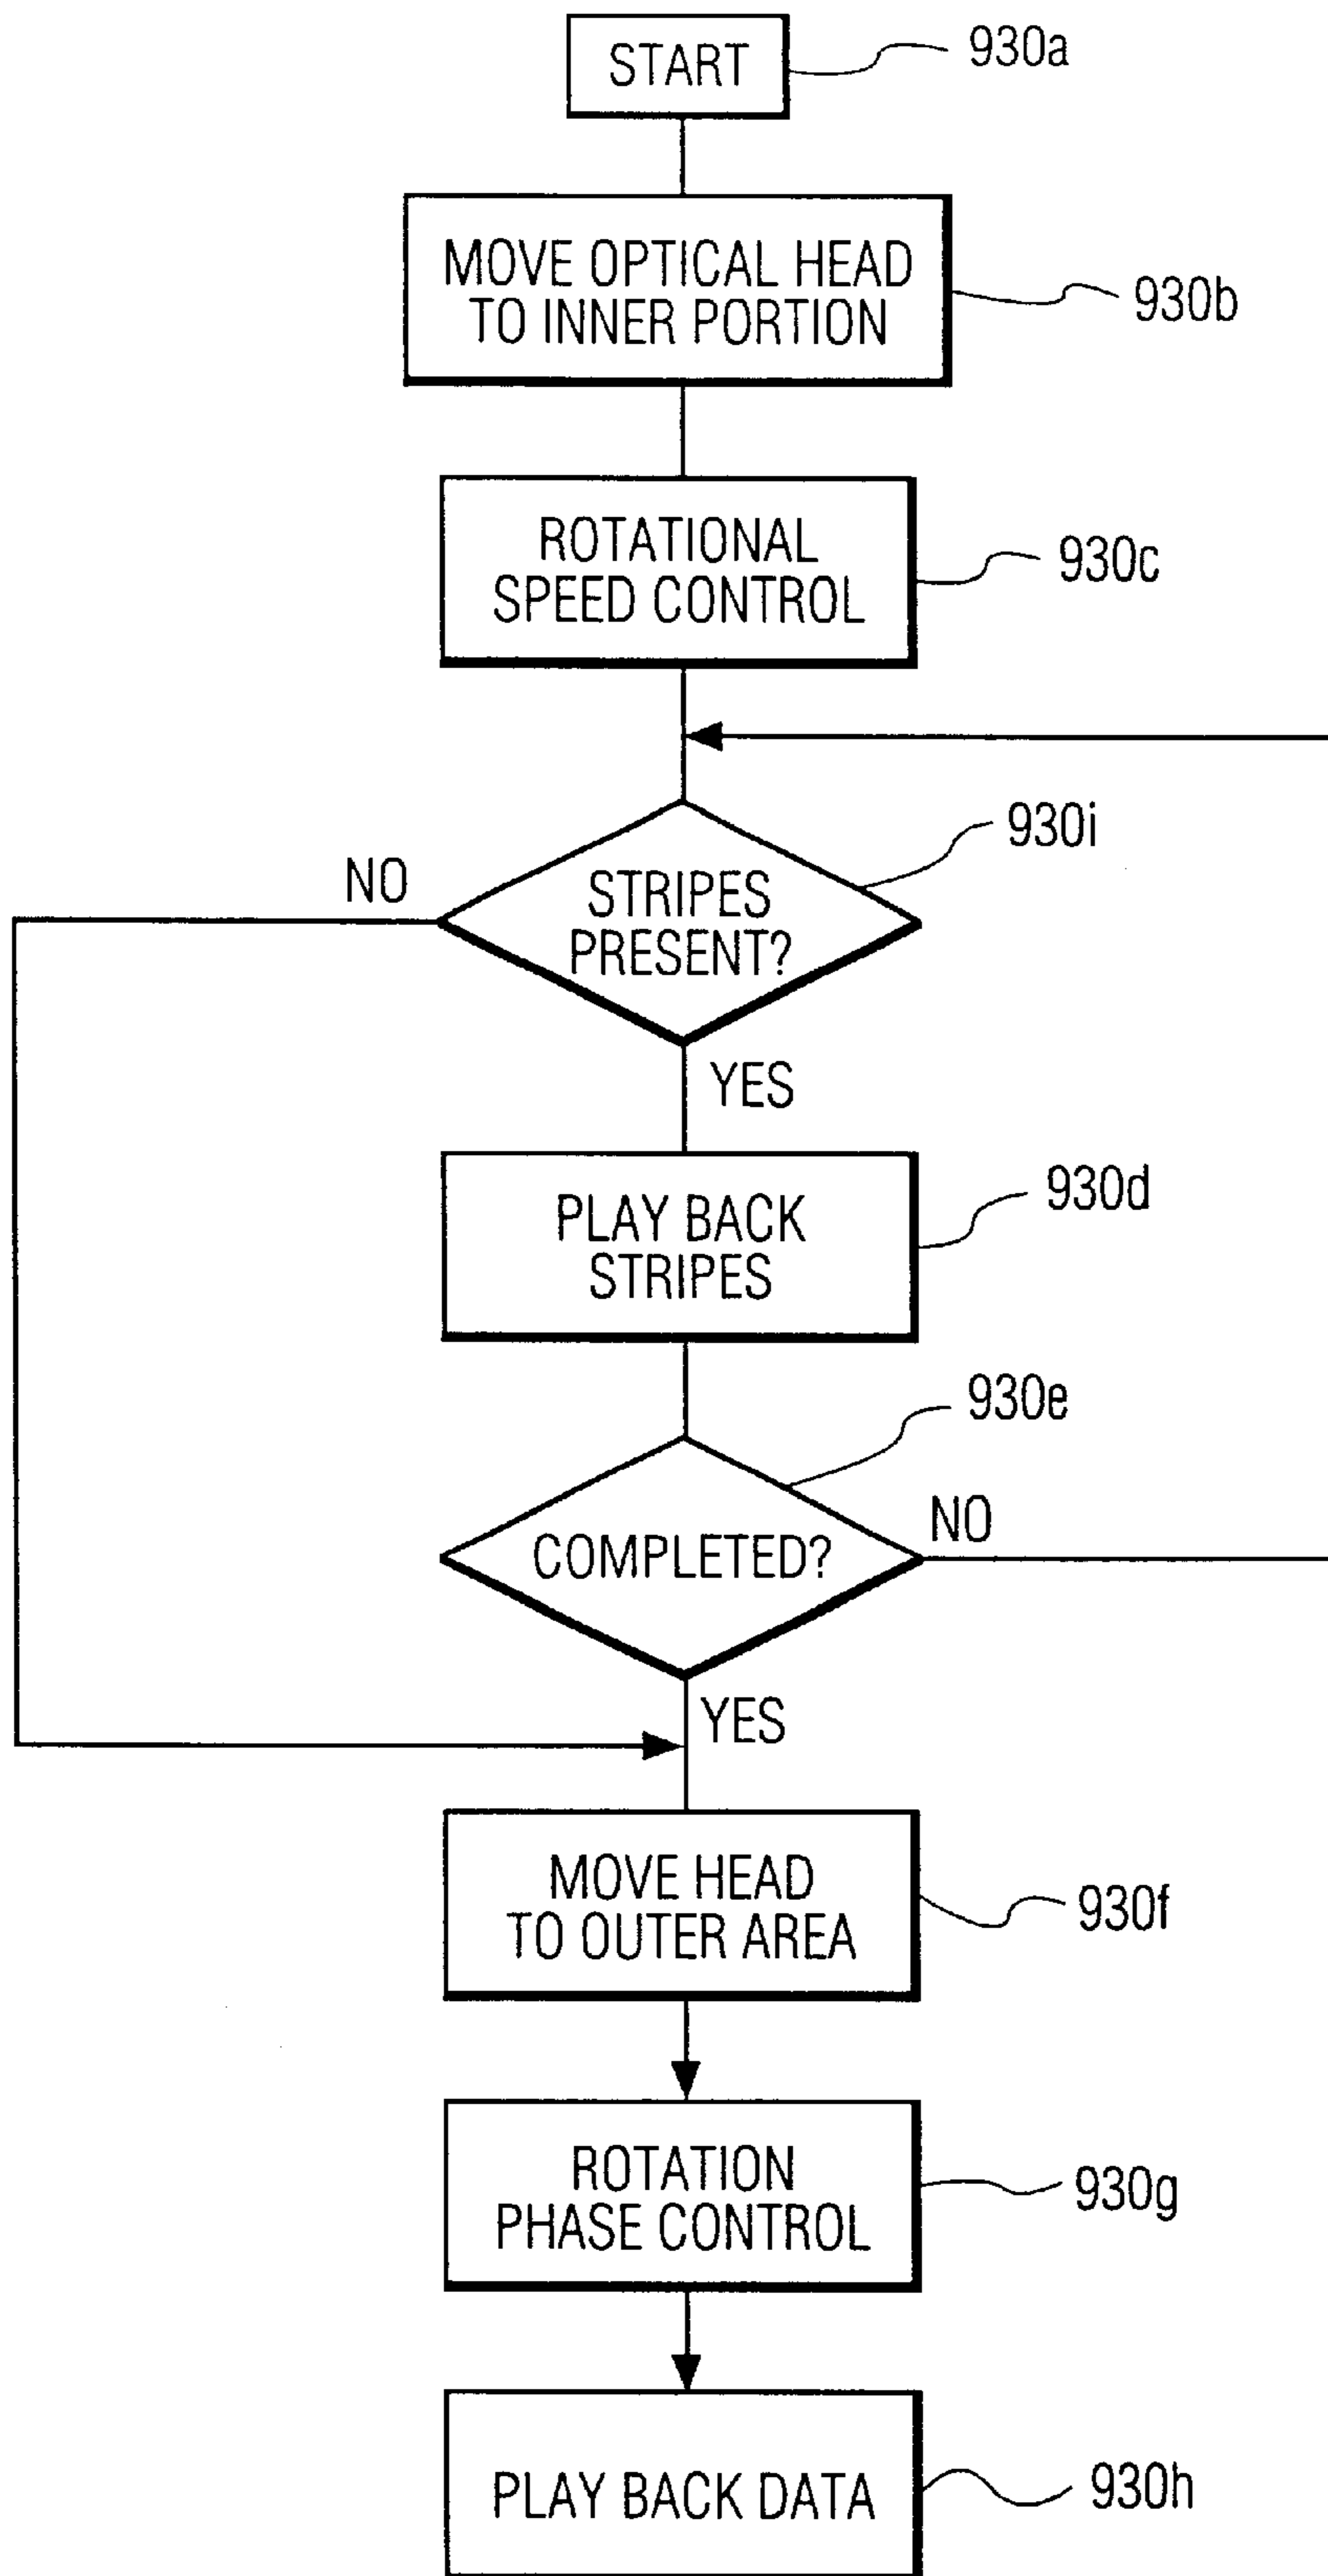 START
930a
MOVE OPTICAL HEAD
TO INNER PORTION
930b
ROTATIONAL
SPEED CONTROL
930c
930i
NO
STRIPES
PRESENT?
YES
930d
PLAY BACK
STRIPES
930e
NO
COMPLETED?
YES
MOVE HEAD
TO OUTER AREA
930f
ROTATION
PHASE CONTROL
930g
PLAY BACK DATA
930h